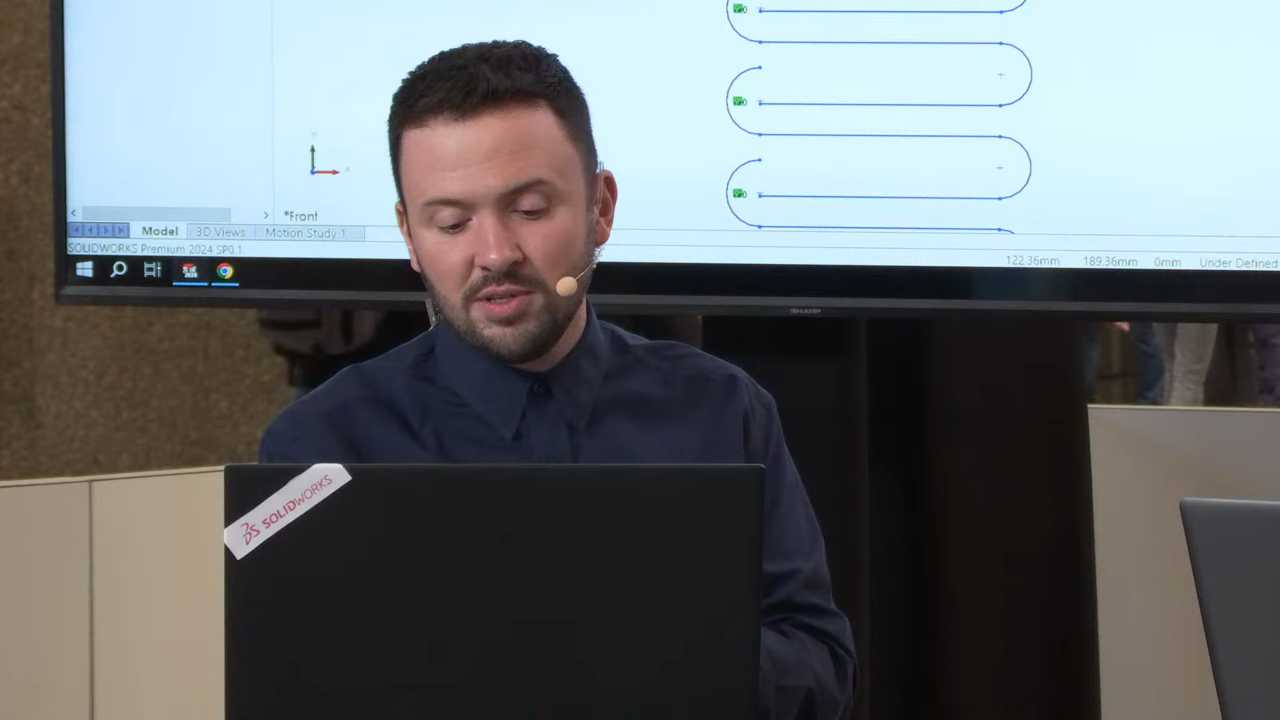 *Front
Model
3D Views
Motion Study 1
SOLIDWORKS Premium 2024 SP0.1
122.36mm
189.36mm
0mm
Under Defined
SHARP
SOLIDWORKS